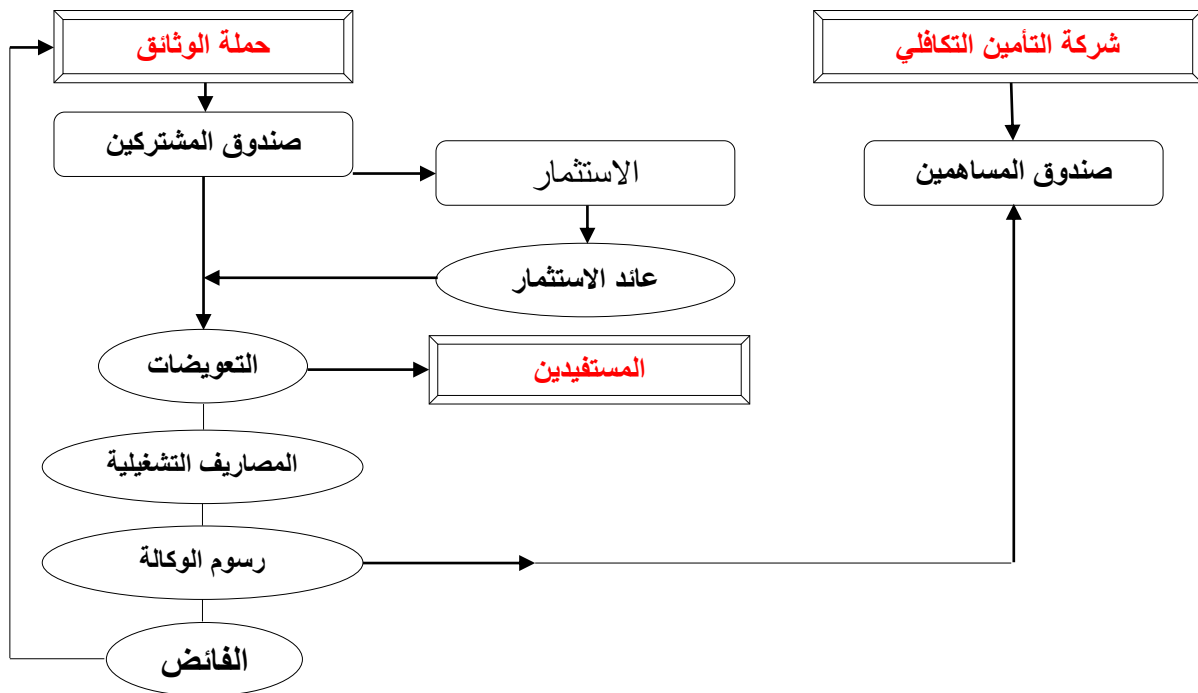 شركة التأمين التكافلي
حملة الوثائق
صندوق المساهمين
صندوق المشتركين
الاستثمار
عائد الاستثمار
التعويضات
المستفيدين
المصاريف التشغيلية
رسوم الوكالة
الفائض